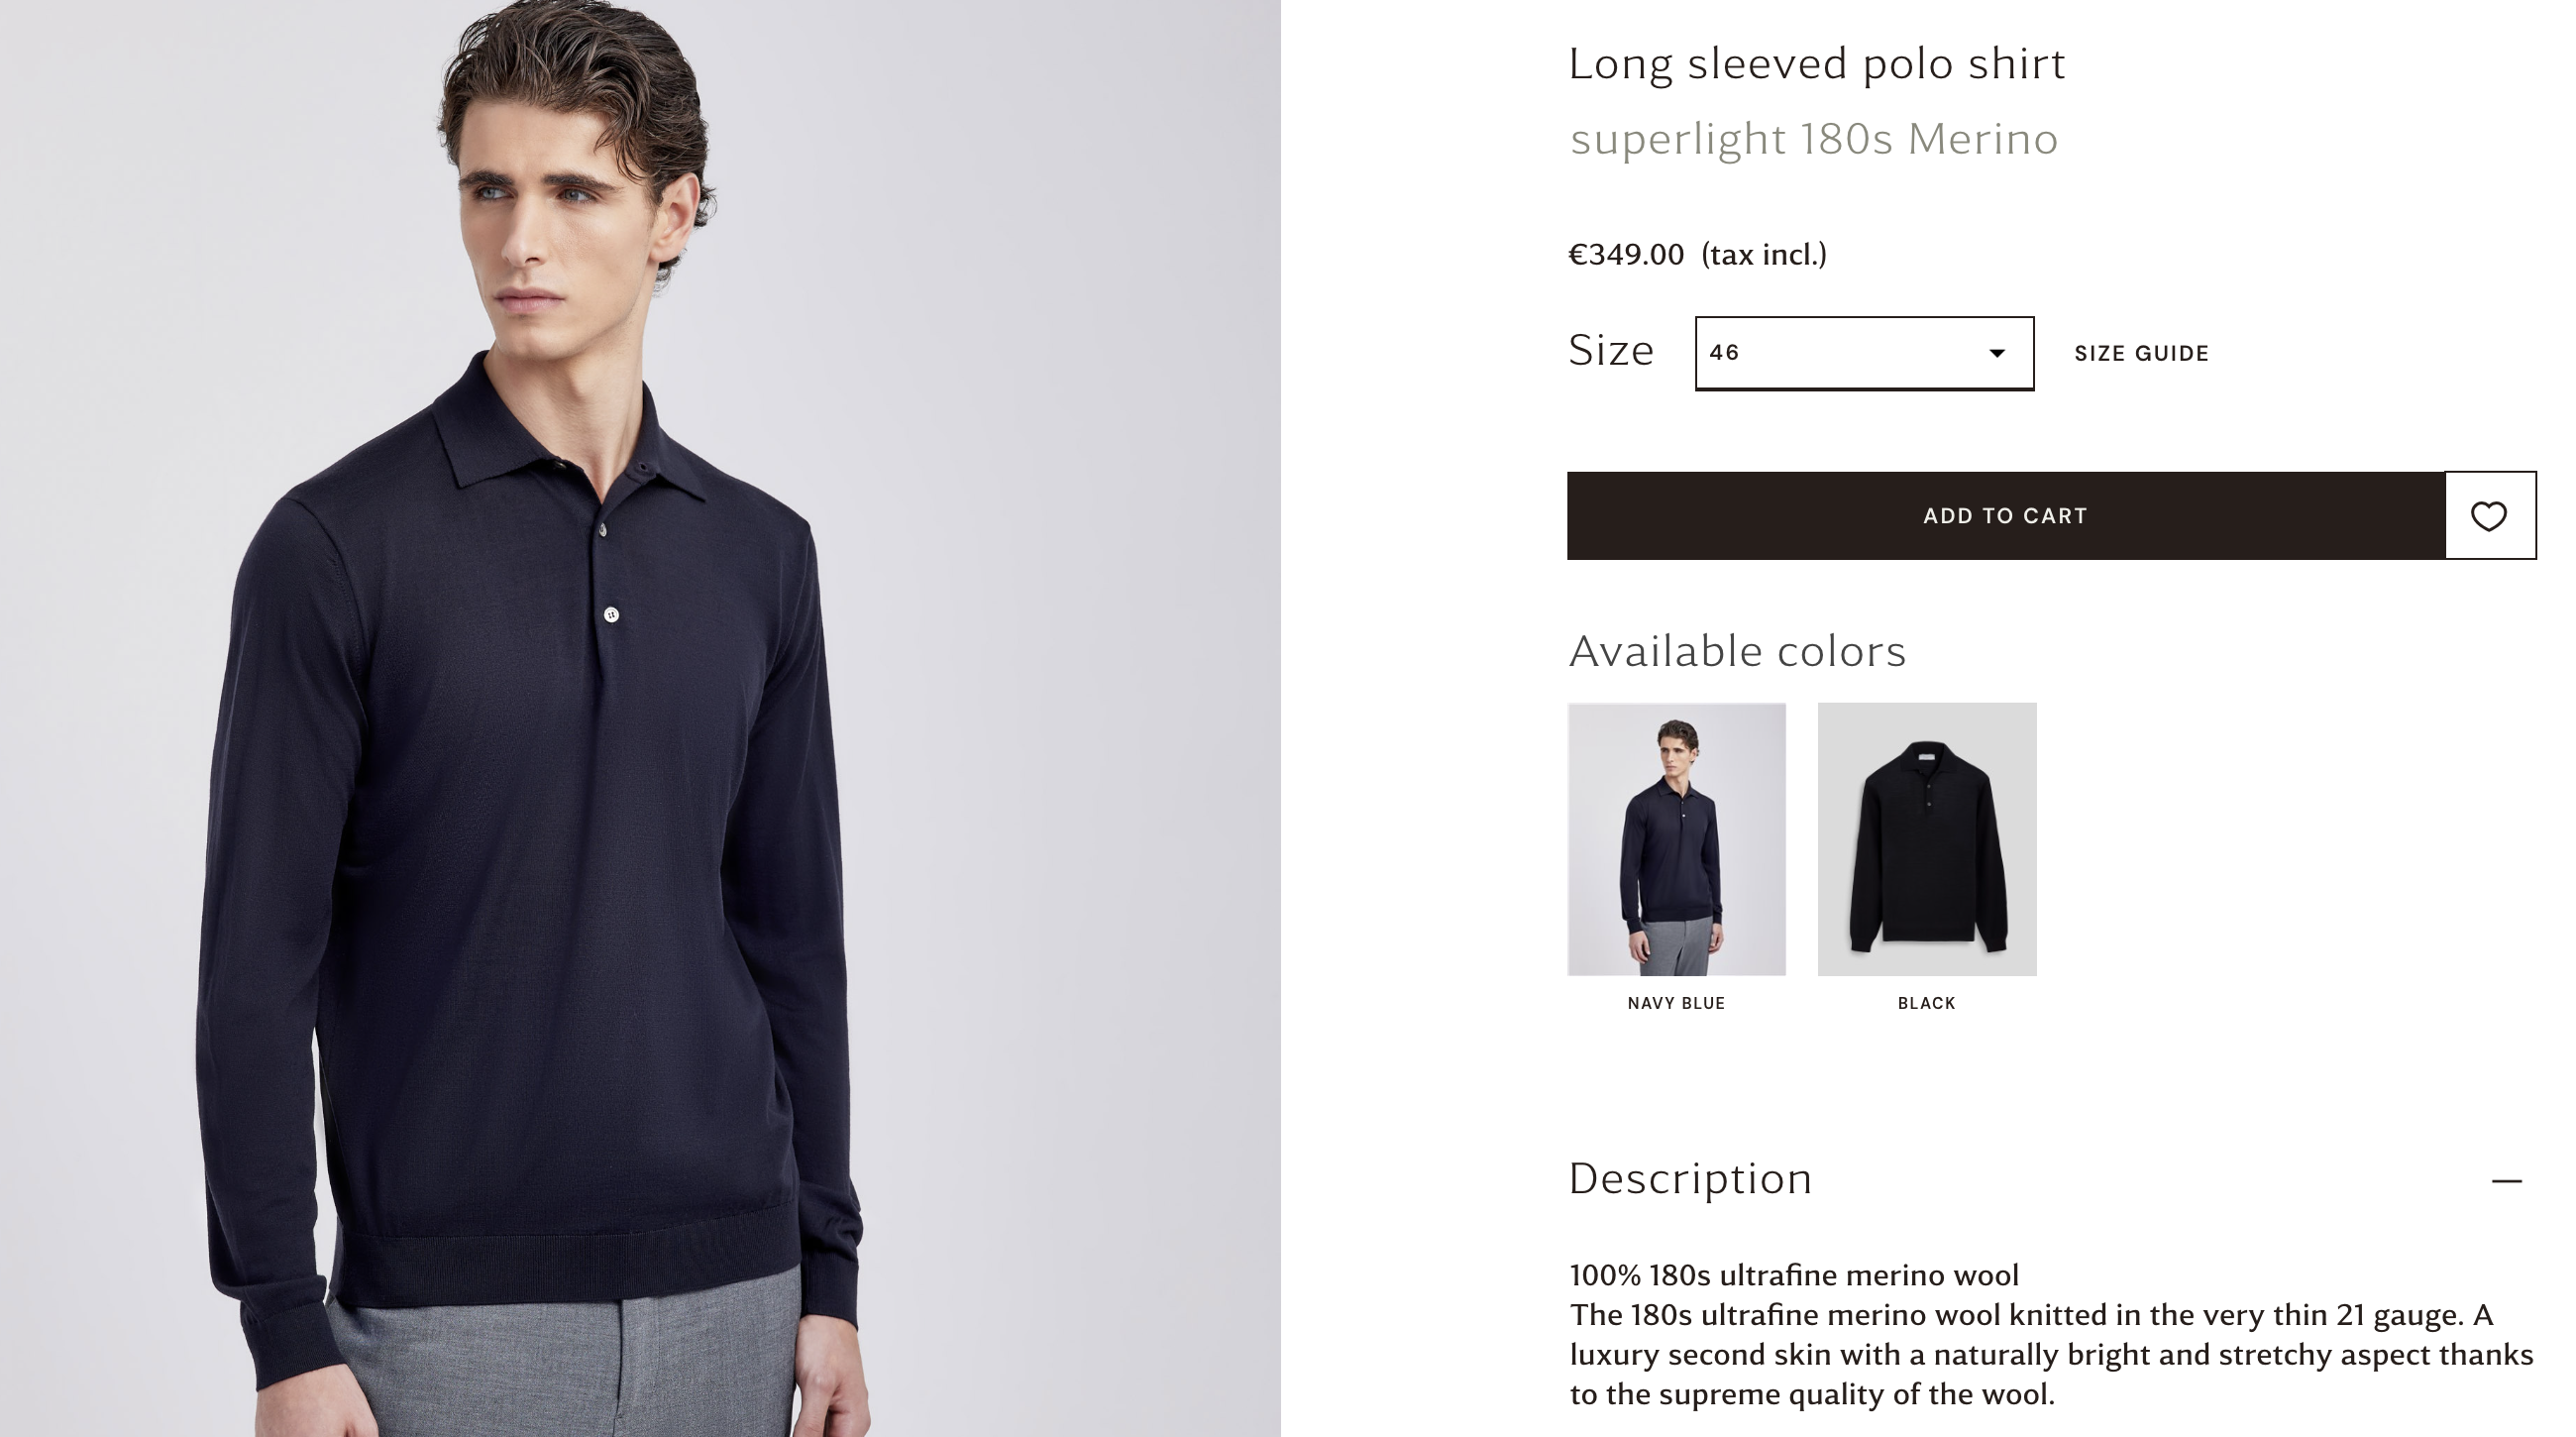 Long sleeved polo shirt
superlight 180s Merino
€349.00 (tax incl.)
Size 46 SIZE GUIDE
ADD TO CART
Available colors
NAVY BLUE BLACK
Description
100% 180s ultrafine merino wool
The 180s ultrafine merino wool knitted in the very thin 21 gauge. A
luxury second skin with a naturally bright and stretchy aspect thanks
to the supreme quality of the wool.